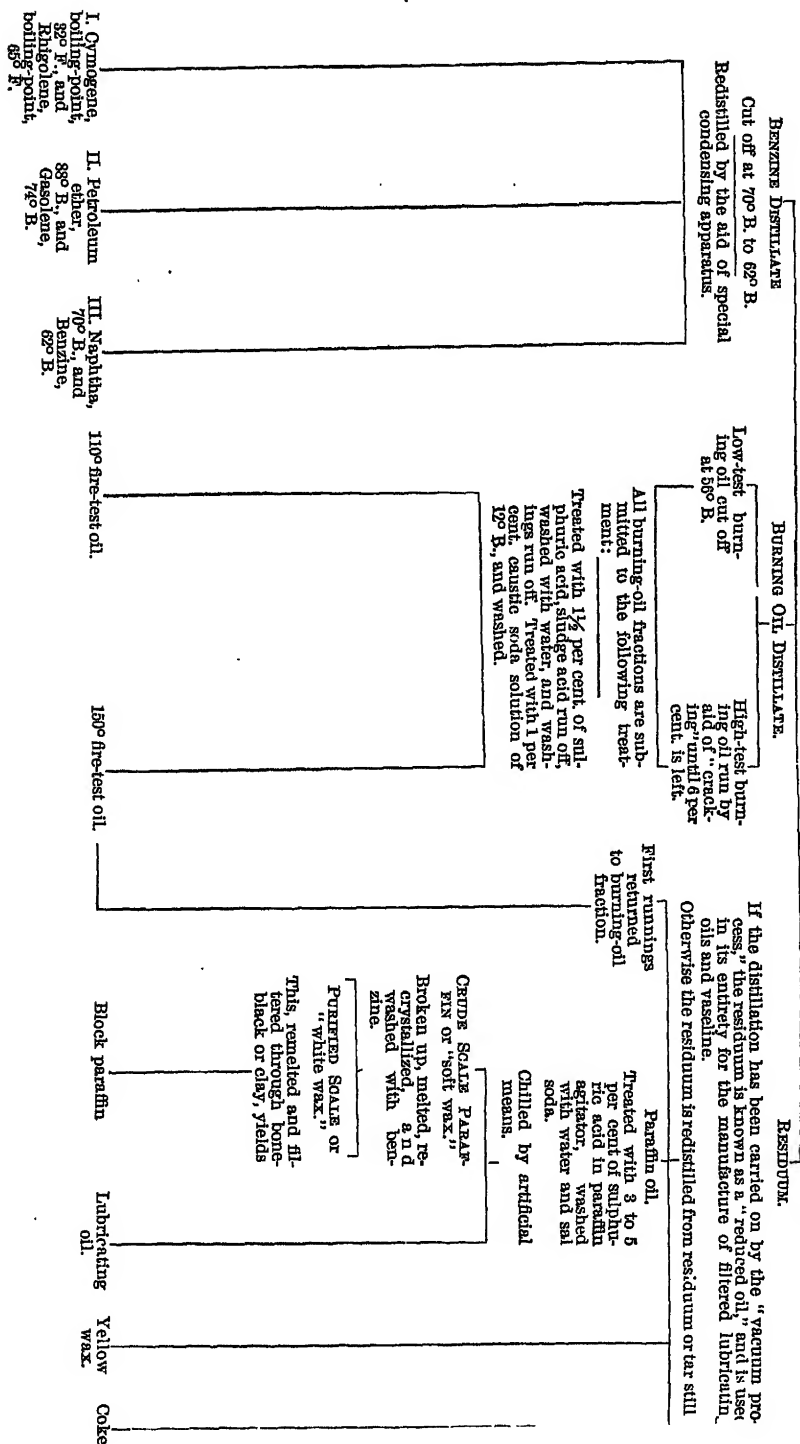 BENZINE DISTILLATE
Cut off at 70° B. to 62° B.
Redistilled by the aid of special
condensing apparatus.
I. Cymogene,
boiling-point,
32° F., and
Rhigolene,
boiling-point,
65° F.
II. Petroleum
ether,
88° B., and
Gasolene,
74° B.
III. Naphtha,
70° B., and
Benzine,
62° B.
BURNING OIL DISTILLATE.
Low-test burn-
ing oil cut off
at 56° B.
High-test burn-
ing oil run by
aid of "crack-
ing" until 6 per
cent. is left.
All burning-oil fractions are sub-
mitted to the following treat-
ment:
Treated with 1½ per cent. of sul-
phuric acid, sludge acid run off,
washed with water, and wash-
ings run off. Treated with 1 per
cent. caustic soda solution of
12° B., and washed.
110° fire-test oil.
150° fire-test oil.
RESIDUUM.
If the distillation has been carried on by the "vacuum pro-
cess," the residuum is known as a "reduced oil," and is used
in its entirety for the manufacture of filtered lubricatin
oils and vaseline.
Otherwise the residuum is redistilled from residuum or tar still
First runnings
returned
to burning-oil
fraction.
Paraffin oil.
Treated with 3 to 5
per cent of sulphu-
ric acid in paraffin
agitator, washed
with water and sal
soda.
Chilled by artificial
means.
CRUDE SCALE PARAF-
FIN or "soft wax."
Broken up, melted, re-
crystallized, and
washed with ben-
zine.
PURIFIED SCALE or
"white wax."
This, remelted and fil-
tered through bone-
black or clay, yields
Block paraffin
Lubricating
oil.
Yellow
wax.
Coke